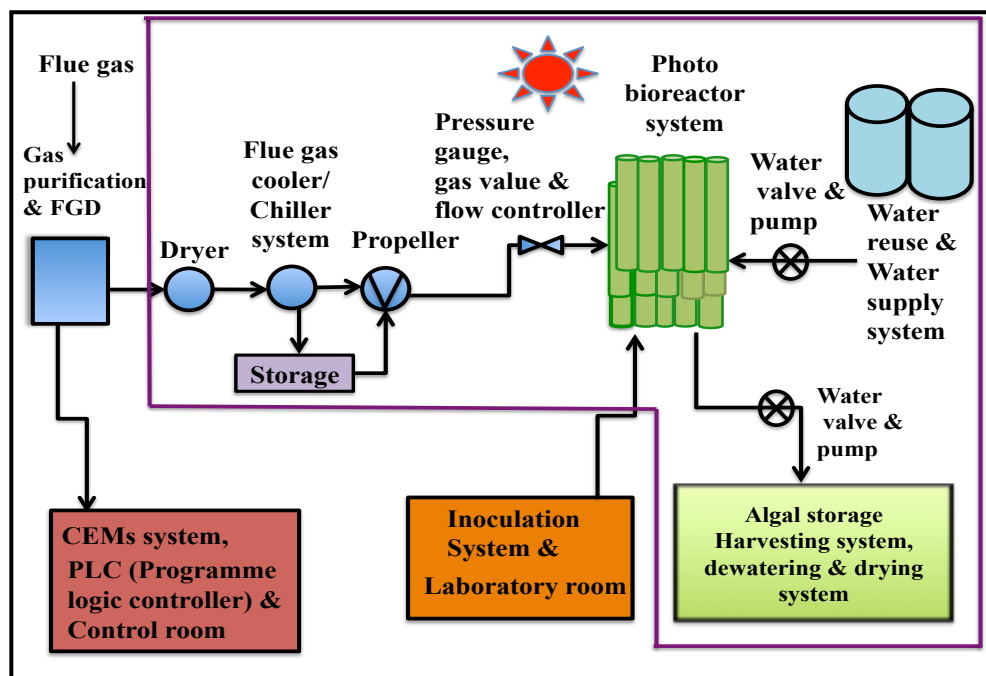 Flue gas
Gas
purification
& FGD
Dryer
Flue gas
cooler/
Chiller
system
Storage
Propeller
Pressure
gauge,
gas value &
flow controller
Photo
bioreactor
system
Water
valve &
pump
Water
reuse &
Water
supply
system
Water
valve &
pump
CEMs system,
PLC (Programme
logic controller) &
Control room
Inoculation
System &
Laboratory room
Algal storage
Harvesting system,
dewatering & drying
system